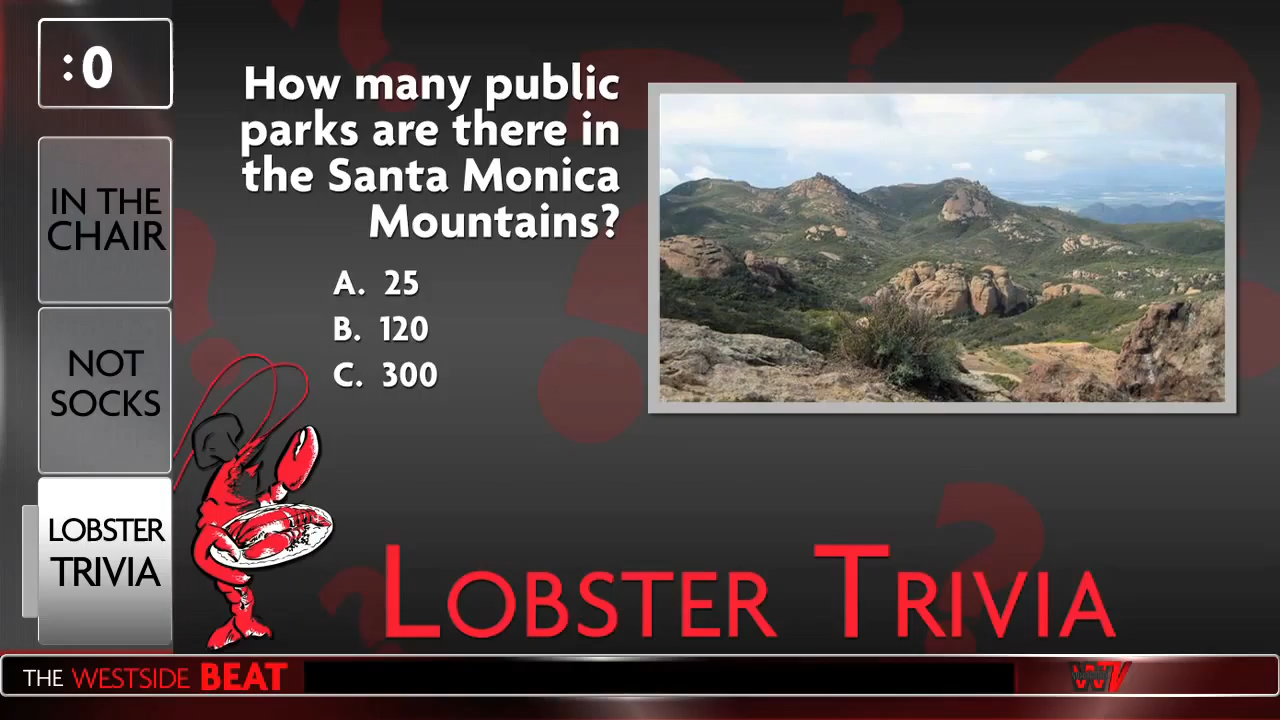 :0
IN THE
CHAIR
NOT
SOCKS
LOBSTER
TRIVIA
How many public
parks are there in
the Santa Monica
Mountains?
A. 25
B. 120
C. 300
LOBSTER TRIVIA
THE WESTSIDE BEAT